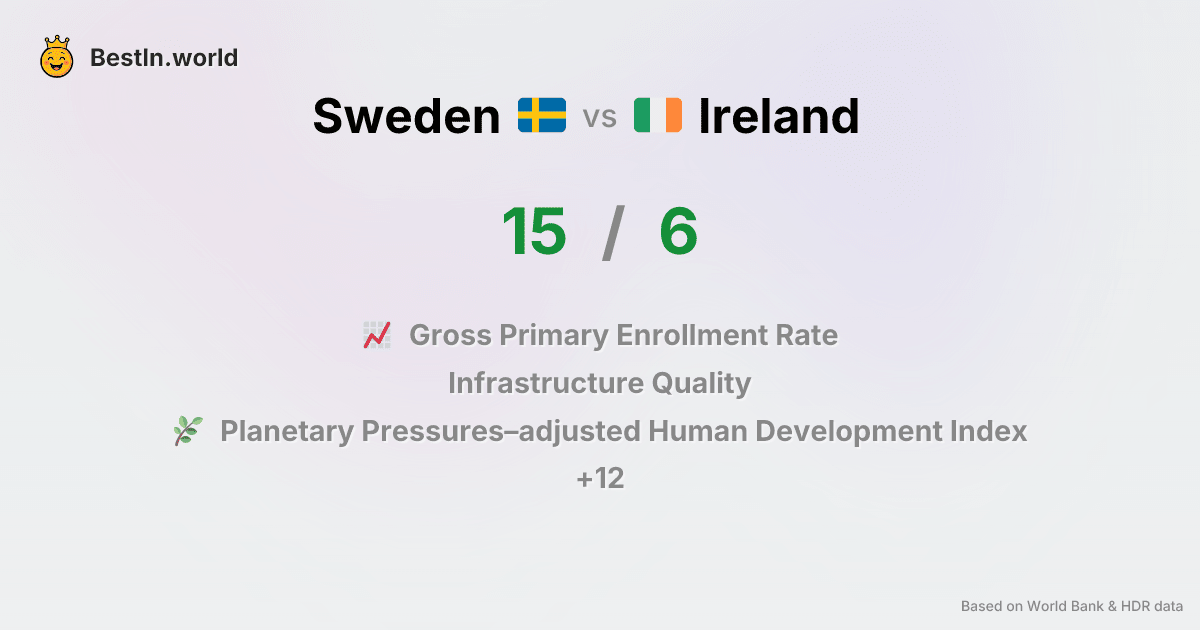 BestIn.world
Sweden vs Ireland
15 / 6
Gross Primary Enrollment Rate
Infrastructure Quality
Planetary Pressures–adjusted Human Development Index
+12
Based on World Bank & HDR data